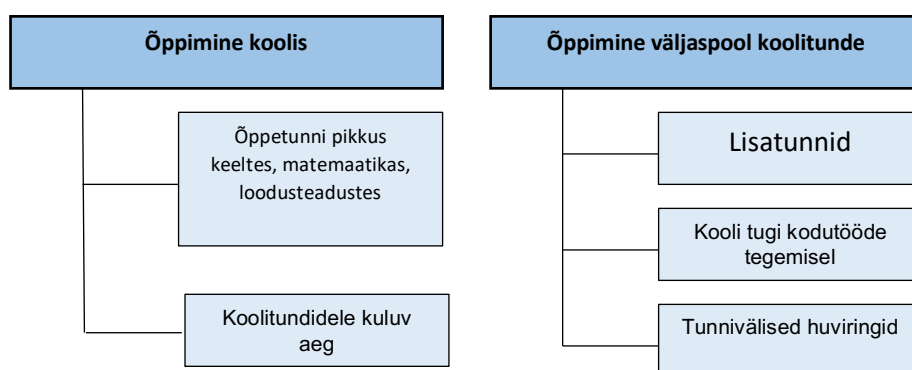 Õppimine koolis
Õppetunni pikkus
keeltes, matemaatikas,
loodusteadustes
Koolitundidele kuluv
aeg
Õppimine väljaspool koolitunde
Lisatunnid
Kooli tugi kodutööde
tegemisel
Tunnivälised huviringid